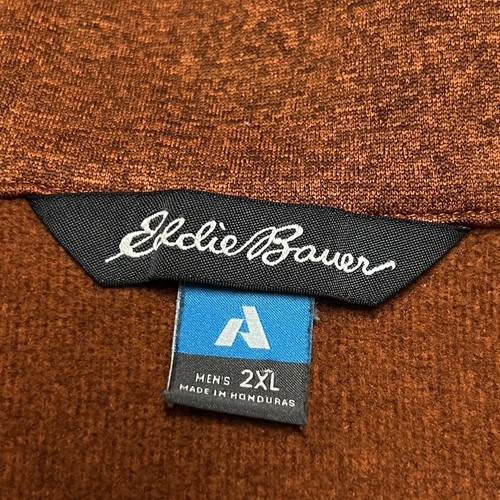 Eddie Bauer
A
MEN'S 2XL
MADE IN HONDURAS